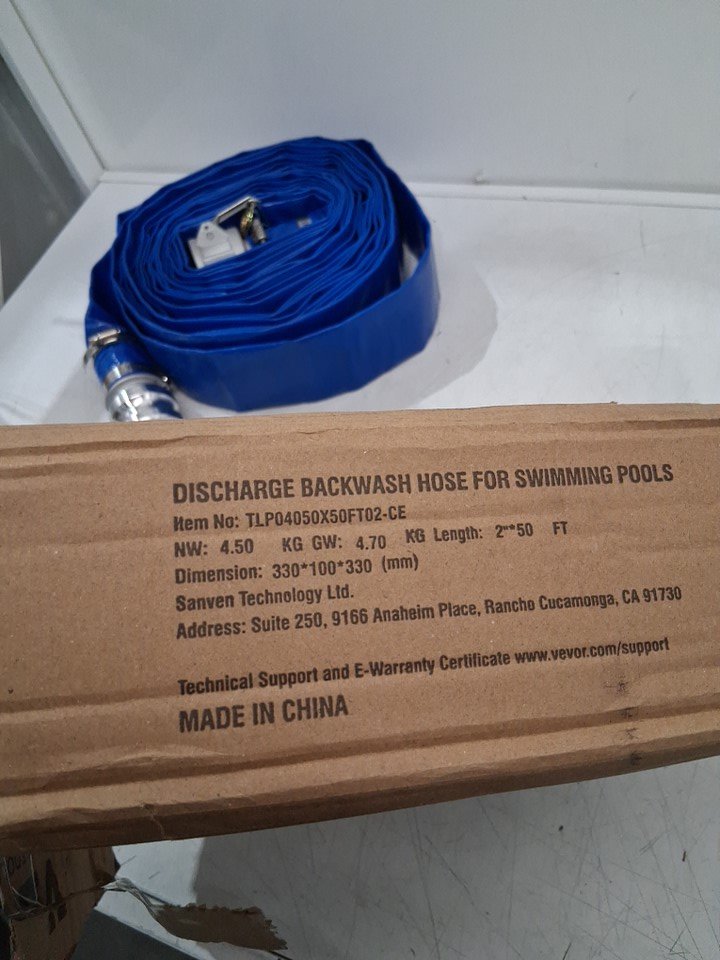 DISCHARGE BACKWASH HOSE FOR SWIMMING POOLS
Item No: TLP04050X50FT02-CE
NW: 4.50 KG GW: 4.70 KG Length: 2"*50 FT
Dimension: 330*100*330 (mm)
Sanven Technology Ltd.
Address: Suite 250, 9166 Anaheim Place, Rancho Cucamonga, CA 91730
Technical Support and E-Warranty Certificate www.vevor.com/support
MADE IN CHINA